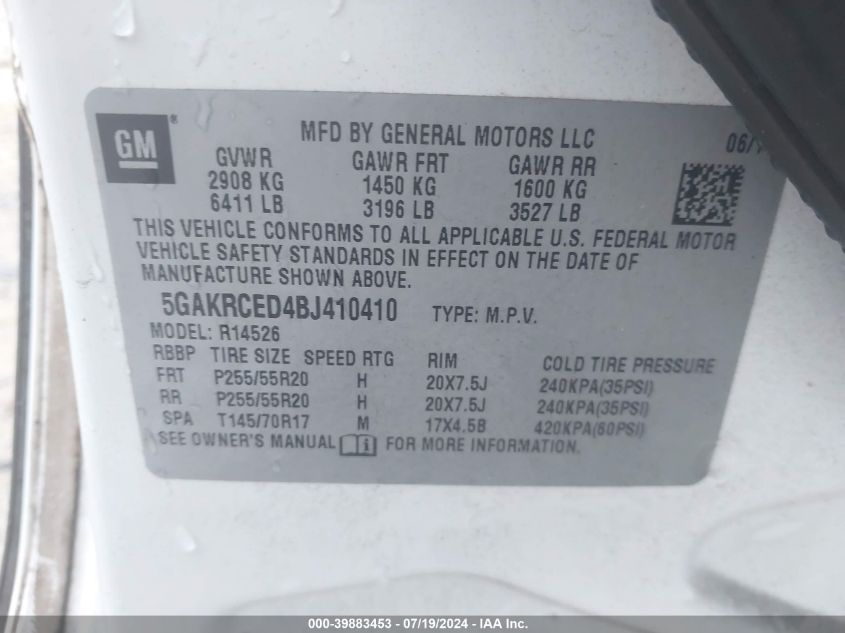 GM ®
MFD BY GENERAL MOTORS LLC
06/1
GVWR GAWR FRT GAWR RR
2908 KG 1450 KG 1600 KG
6411 LB 3196 LB 3527 LB
THIS VEHICLE CONFORMS TO ALL APPLICABLE U.S. FEDERAL MOTOR
VEHICLE SAFETY STANDARDS IN EFFECT ON THE DATE OF
MANUFACTURE SHOWN ABOVE.
5GAKRCED4BJ410410 TYPE: M.P.V.
MODEL: R14526
RBBP TIRE SIZE SPEED RTG RIM COLD TIRE PRESSURE
FRT P255/55R20 H 20X7.5J 240KPA(35PSI)
RR P255/55R20 H 20X7.5J 240KPA(35PSI)
SPA T145/70R17 M 17X4.5B 420KPA(60PSI)
SEE OWNER'S MANUAL FOR MORE INFORMATION.
000-39883453 - 07/19/2024 - IAA Inc.